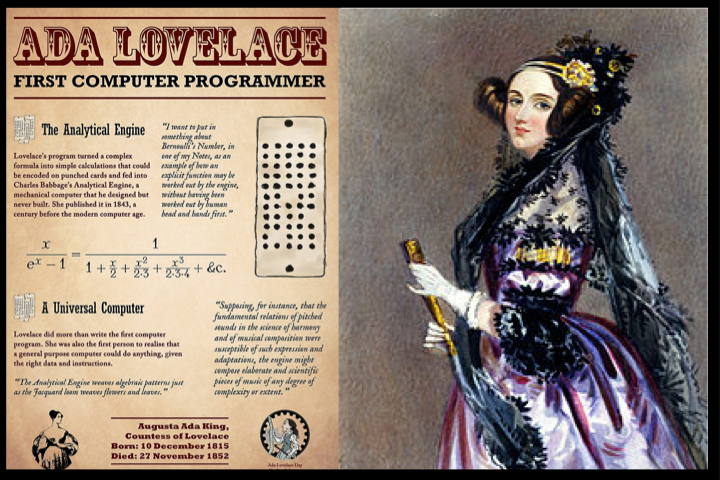 ADA LOVELACE
FIRST COMPUTER PROGRAMMER
The Analytical Engine
Lovelace's program turned a complex
formula into simple calculations that could
be encoded on punched cards and fed into
Charles Babbage's Analytical Engine, a
mechanical computer that he designed but
never built. She published it in 1843, a
century before the modern computer age.
"I want to put in
something about
Bernoulli's Number, in
one of my Notes, as an
example of how an
explicit function may be
worked out by the engine,
without having been
worked out by human
head and hands first."
x / (eˣ − 1) = 1 / (1 + x/2 + x²/2·3 + x³/2·3·4 + &c.)
A Universal Computer
Lovelace did more than write the first computer
program. She was also the first person to realise that
a general purpose computer could do anything, given
the right data and instructions.
"The Analytical Engine weaves algebraic patterns just
as the Jacquard loom weaves flowers and leaves."
"Supposing, for instance, that the
fundamental relations of pitched
sounds in the science of harmony
and of musical composition were
susceptible of such expression and
adaptations, the engine might
compose elaborate and scientific
pieces of music of any degree of
complexity or extent."
Augusta Ada King,
Countess of Lovelace
Born: 10 December 1815
Died: 27 November 1852
Ada Lovelace Day